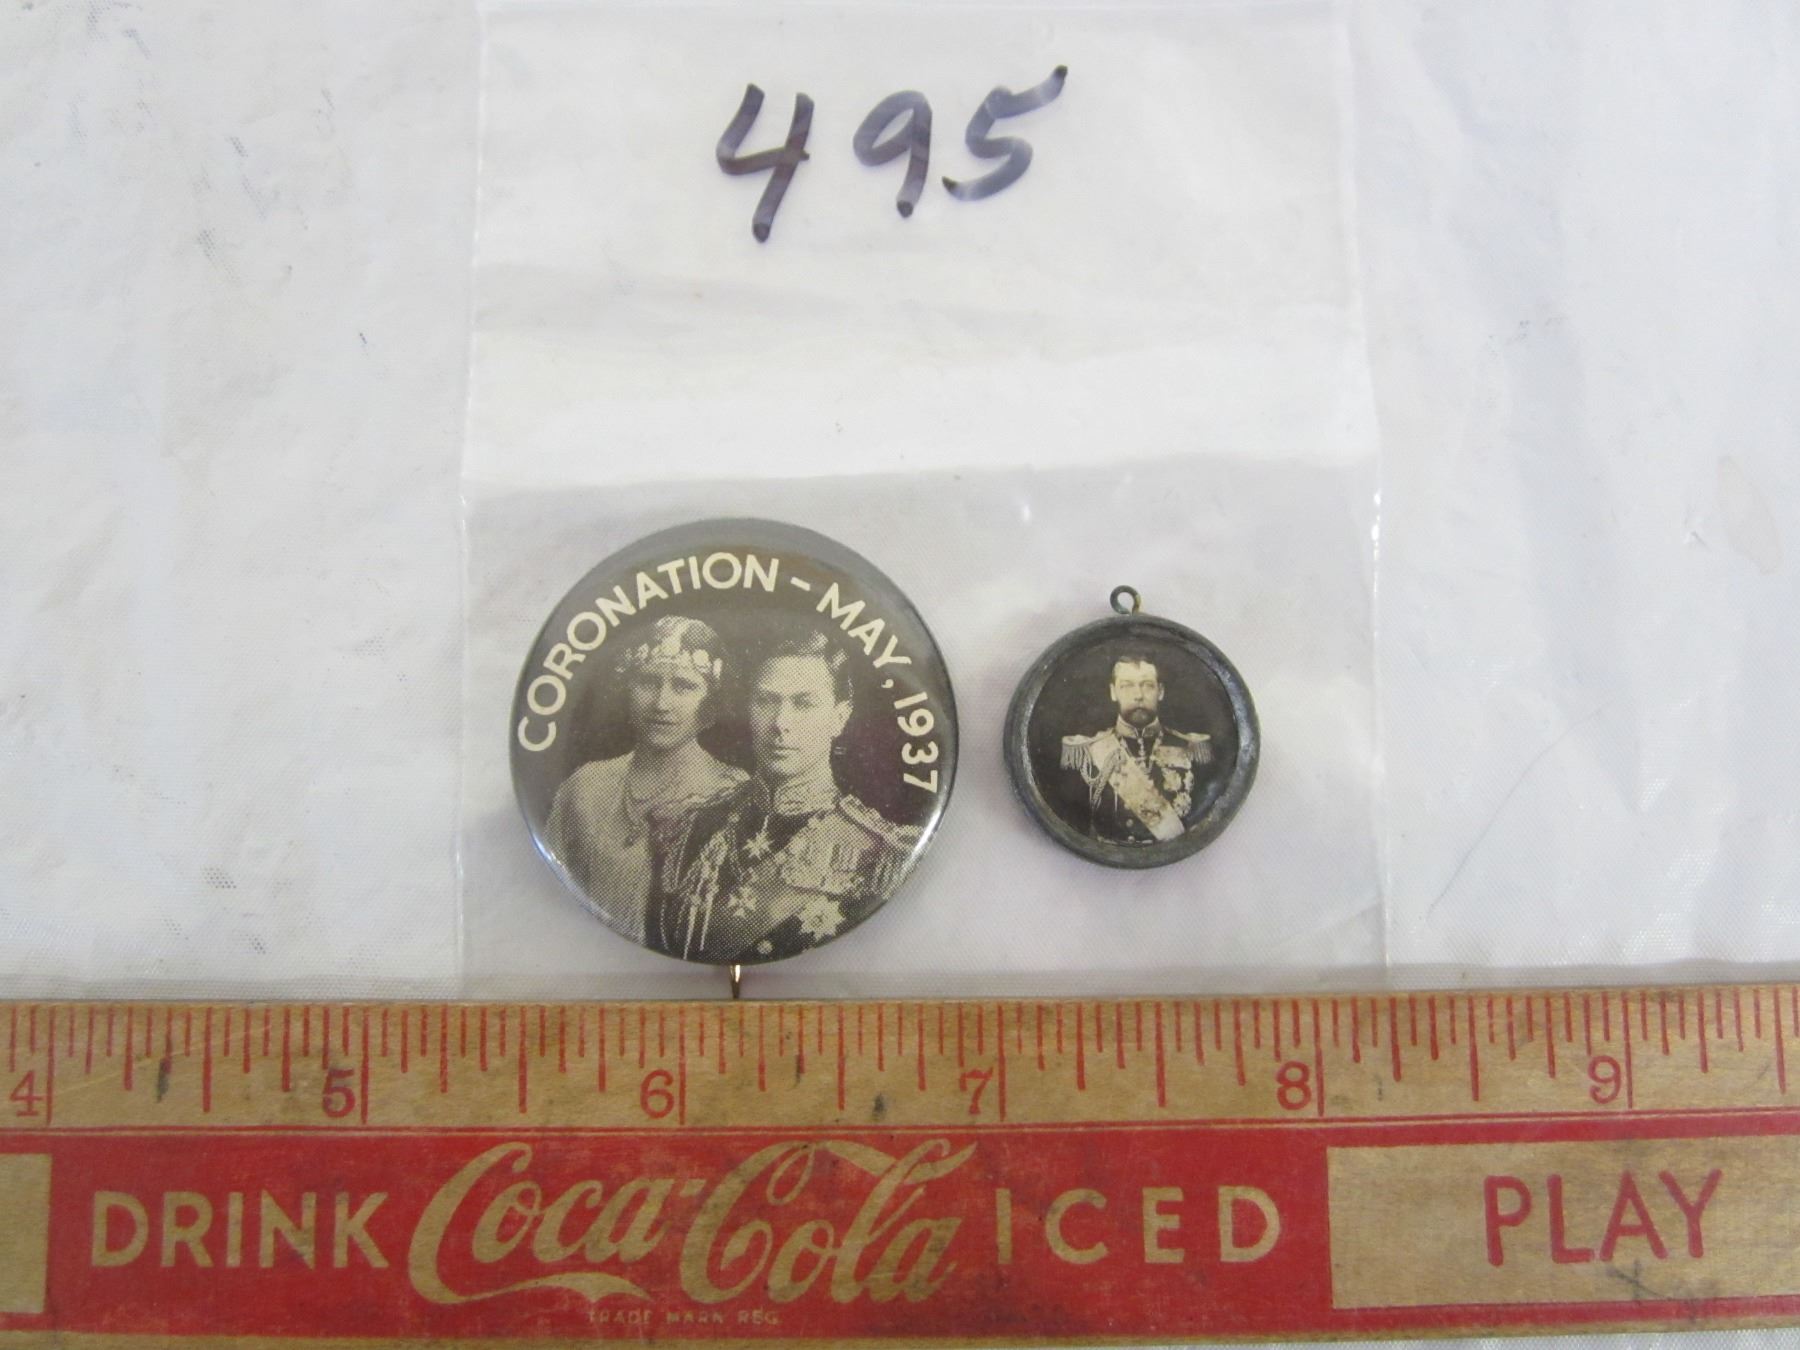 495
CORONATION - MAY, 1937
4 5 6 7 8 9
DRINK Coca-Cola ICED PLAY
TRADE MARK REG.